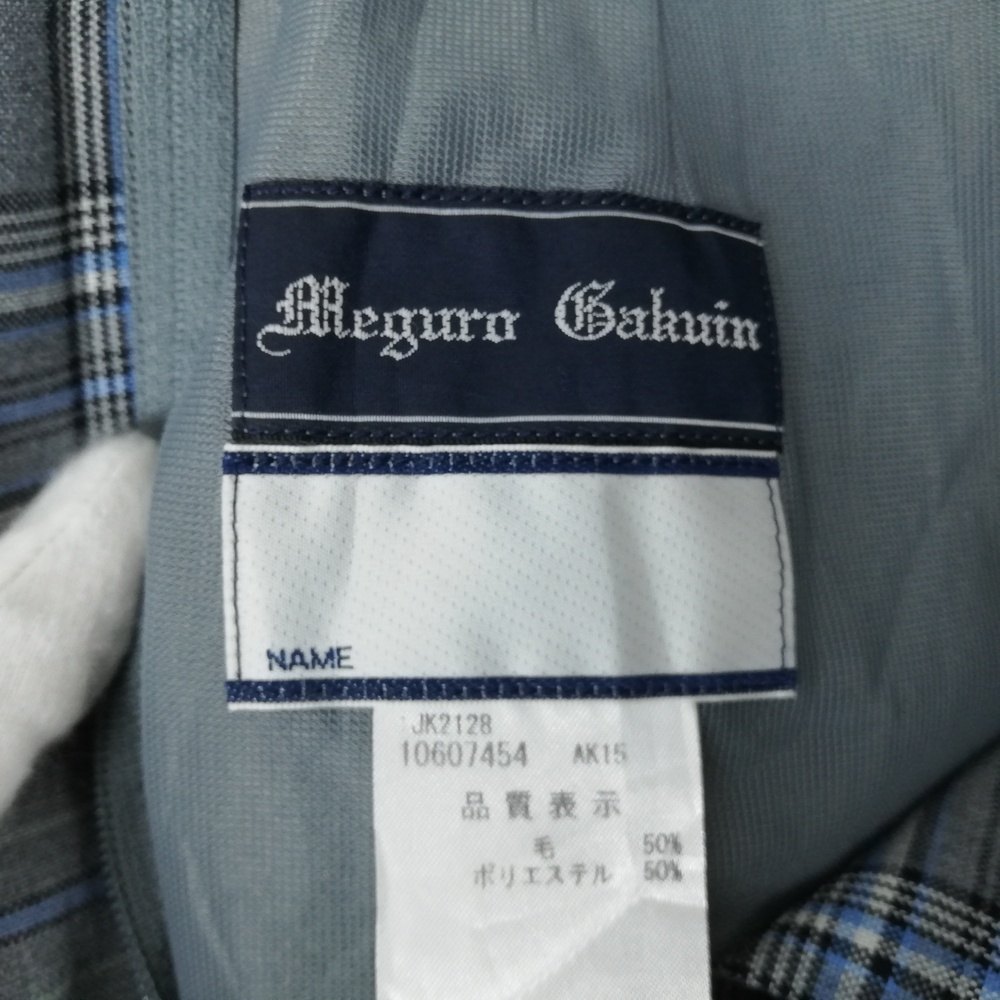 Meguro Gakuin
NAME
JK2128
10607454 AK15
品質表示
毛 50%
ポリエステル 50%